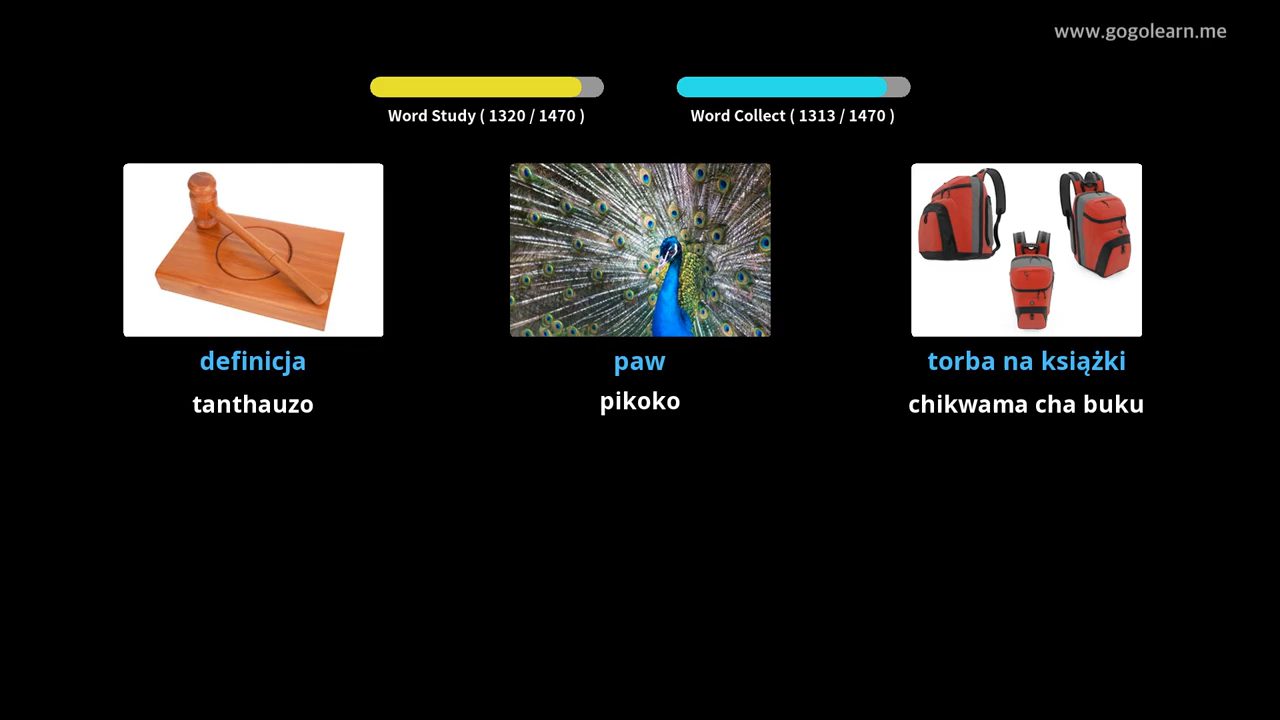 www.gogolearn.me
Word Study ( 1320 / 1470 )
Word Collect ( 1313 / 1470 )
definicja
tanthauzo
paw
pikoko
torba na książki
chikwama cha buku